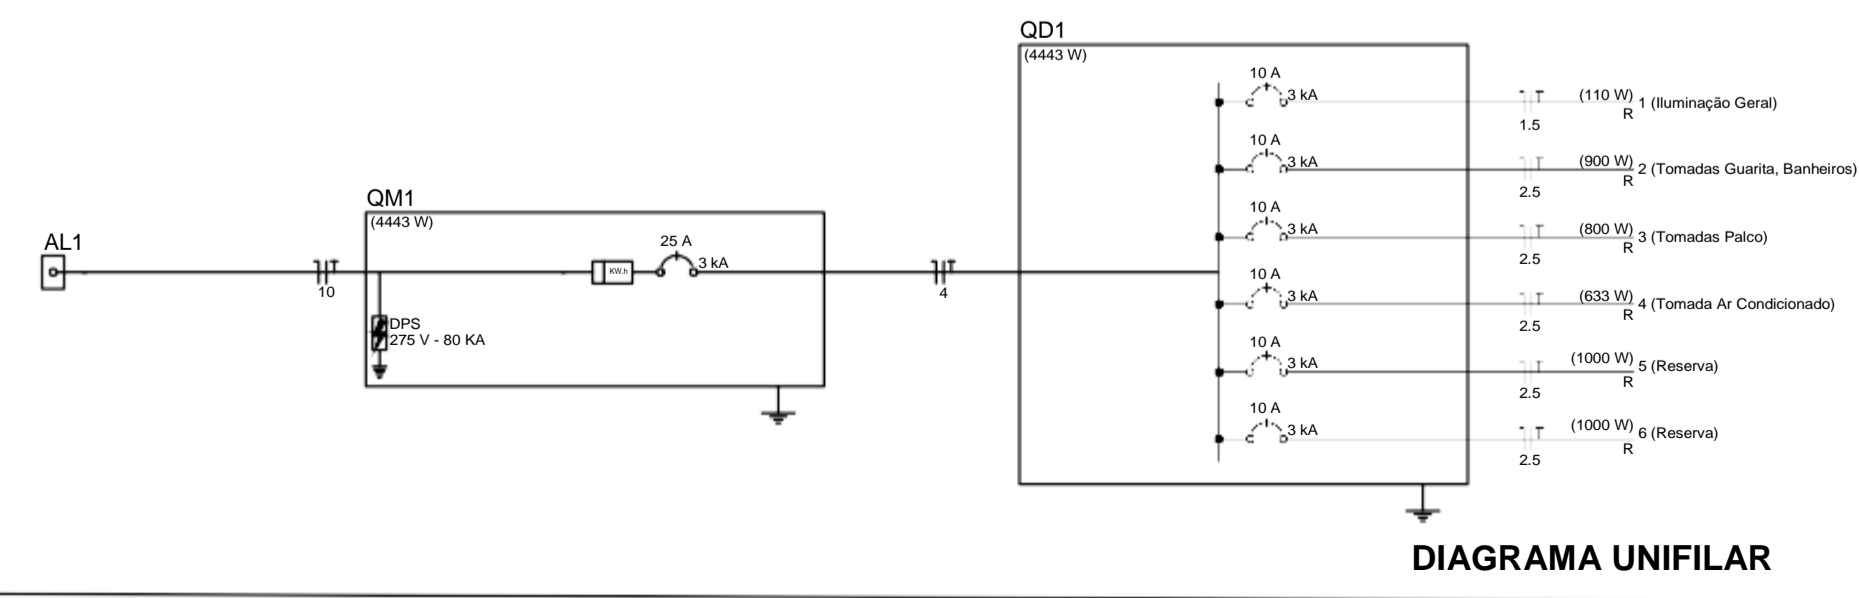 QD1
(4443 W)
10 A
3 kA
(110 W)
R
1 (Iluminação Geral)
1.5
10 A
3 kA
(900 W)
R
2 (Tomadas Guarita, Banheiros)
2.5
10 A
3 kA
(800 W)
R
3 (Tomadas Palco)
2.5
10 A
3 kA
(633 W)
R
4 (Tomada Ar Condicionado)
2.5
10 A
3 kA
(1000 W)
R
5 (Reserva)
2.5
10 A
3 kA
(1000 W)
R
6 (Reserva)
2.5
QM1
(4443 W)
AL1
10
KW.h
25 A
3 kA
4
DPS
275 V - 80 KA
DIAGRAMA UNIFILAR